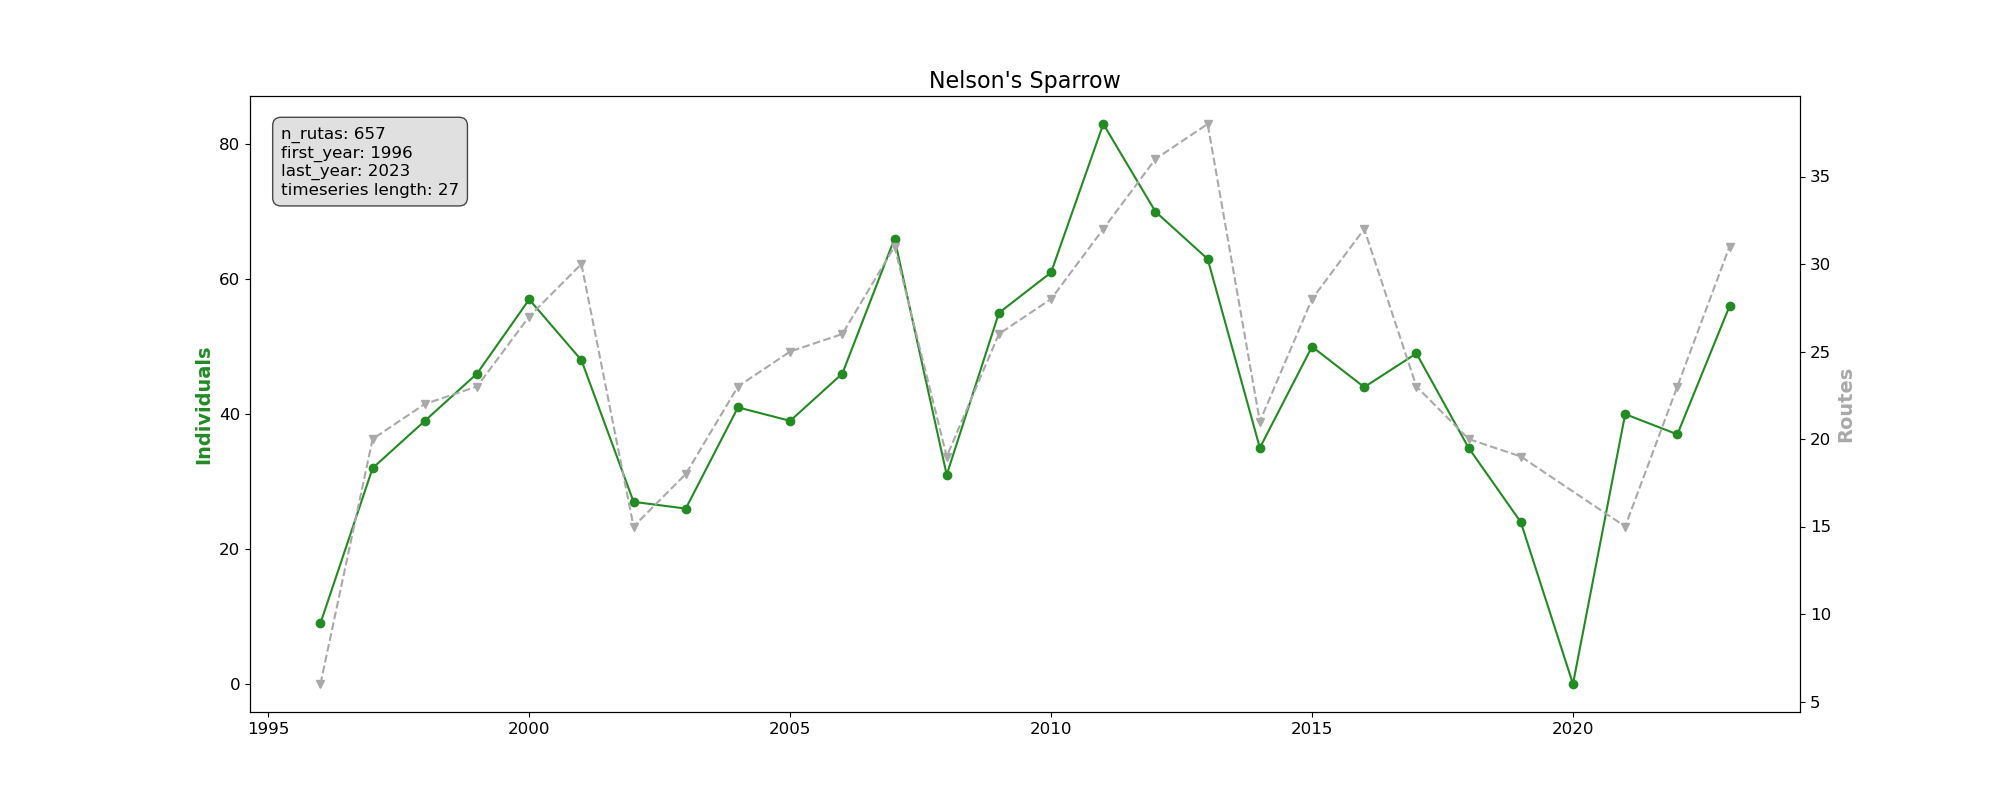 Nelson's Sparrow
n_rutas: 657
first_year: 1996
last_year: 2023
timeseries length: 27
Individuals
80
60
40
20
0
35
30
25
20
15
10
5
Routes
1995
2000
2005
2010
2015
2020